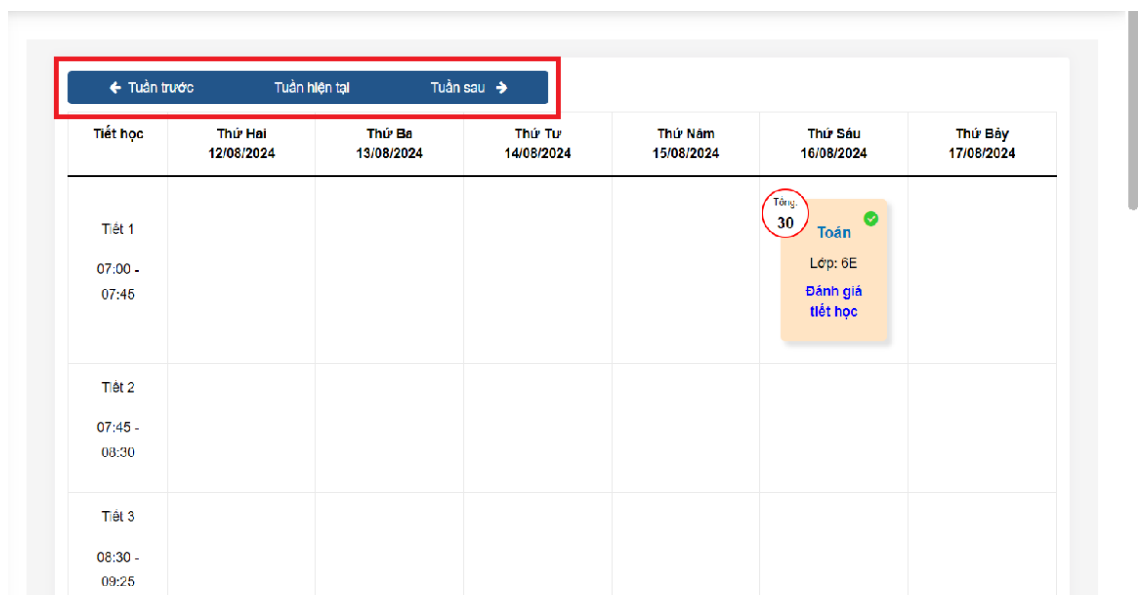 ← Tuần trước Tuần hiện tại Tuần sau →
Tiết học Thứ Hai Thứ Ba Thứ Tư Thứ Năm Thứ Sáu Thứ Bảy
12/08/2024 13/08/2024 14/08/2024 15/08/2024 16/08/2024 17/08/2024
Tiết 1
07:00 -
07:45
Tổng:
30
Toán
Lớp: 6E
Đánh giá
tiết học
Tiết 2
07:45 -
08:30
Tiết 3
08:30 -
09:25